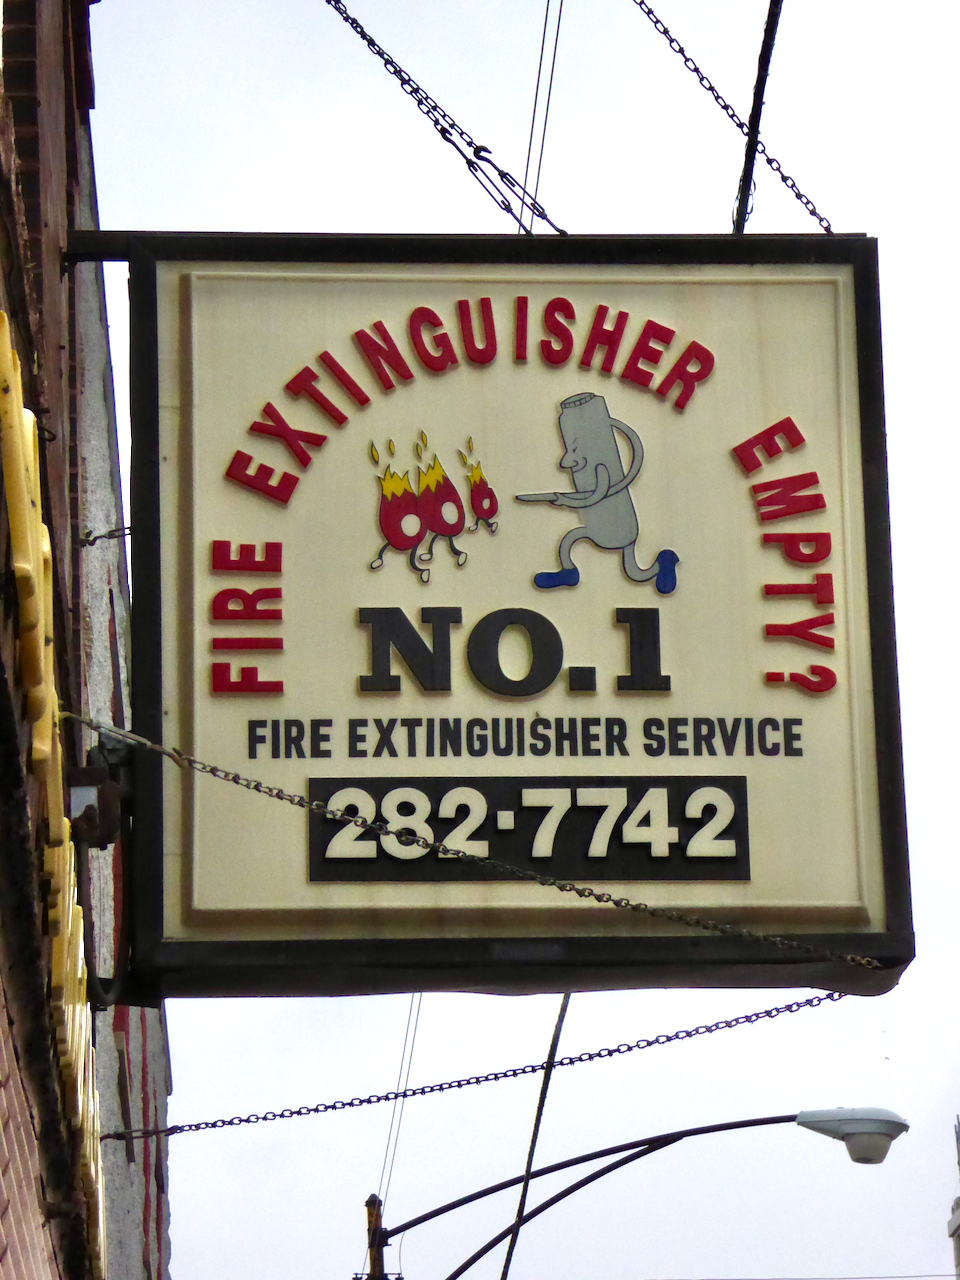 FIRE EXTINGUISHER EMPTY?
NO.1
FIRE EXTINGUISHER SERVICE
282·7742